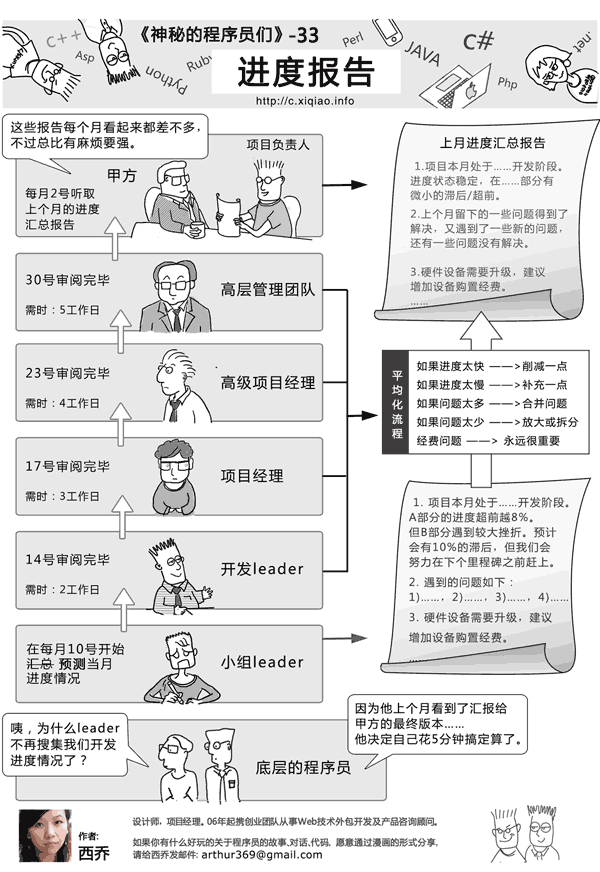 《神秘的程序员们》-33
C++
Asp
Python
Ruby
Perl
JAVA
C#
Php
.net
进度报告
http://c.xiqiao.info
这些报告每个月看起来都差不多，
不过总比有麻烦要强。
甲方
项目负责人
每月2号听取
上个月的进度
汇总报告
30号审阅完毕
需时：5工作日
高层管理团队
23号审阅完毕
需时：4工作日
高级项目经理
17号审阅完毕
需时：3工作日
项目经理
14号审阅完毕
需时：2工作日
开发leader
在每月10号开始
汇总 预测当月
进度情况
小组leader
上月进度汇总报告
1.项目本月处于……开发阶段。
进度状态稳定，在……部分有
微小的滞后/超前。
2.上个月留下的一些问题得到了
解决，又遇到了一些新的问题，
还有一些问题没有解决。
3.硬件设备需要升级，建议
增加设备购置经费。
……
平均化流程
如果进度太快 ——>削减一点
如果进度太慢 ——>补充一点
如果问题太多 ——>合并问题
如果问题太少 ——>放大或拆分
经费问题 ——> 永远很重要
1. 项目本月处于……开发阶段。
A部分的进度超前越8%。
但B部分遇到较大挫折。预计
会有10%的滞后，但我们会
努力在下个里程碑之前赶上。
2. 遇到的问题如下：
1)……，2)……，3)……，4)……
3. 硬件设备需要升级，建议
增加设备购置经费。
……
咦，为什么leader
不再搜集我们开发
进度情况了？
底层的程序员
因为他上个月看到了汇报给
甲方的最终版本……
他决定自己花5分钟搞定算了。
作者:
西乔
设计师，项目经理。06年起携创业团队从事Web技术外包开发及产品咨询顾问。
如果你有什么好玩的关于程序员的故事,对话,代码，愿意通过漫画的形式分享，
请给西乔发邮件: arthur369@gmail.com